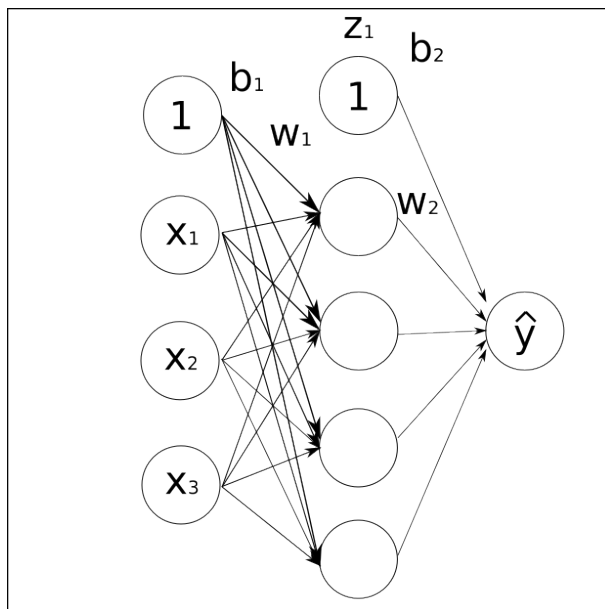 z₁
b₂
b₁
1
1
w₁
w₂
x₁
x₂
ŷ
x₃